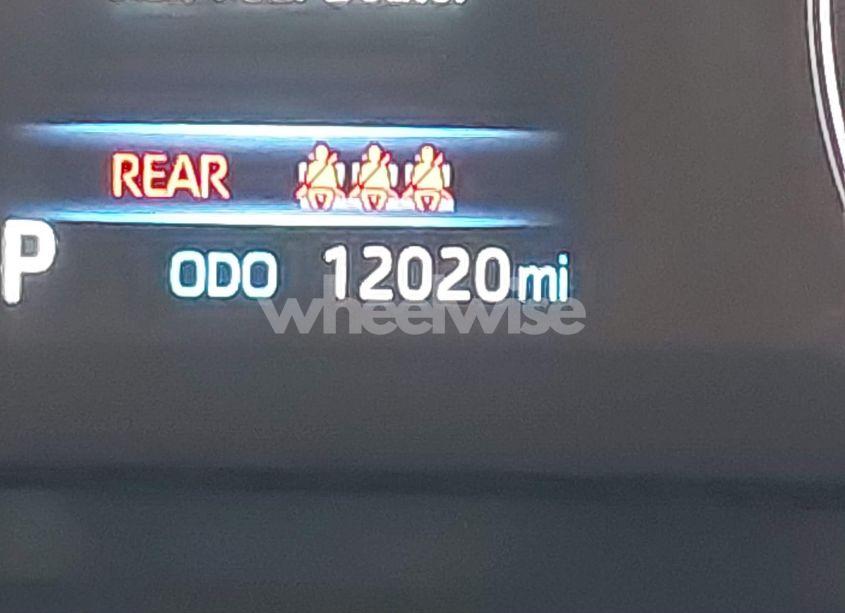 REAR
P ODO 12020mi
wheelwise